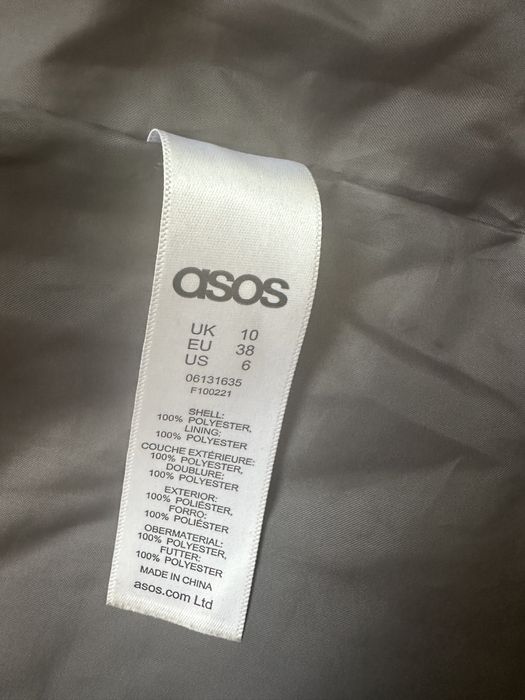 asos
UK 10
EU 38
US 6
06131635
F100221
SHELL:
100% POLYESTER,
LINING:
100% POLYESTER
COUCHE EXTÉRIEURE:
100% POLYESTER,
DOUBLURE:
100% POLYESTER
EXTERIOR:
100% POLIÉSTER,
FORRO:
100% POLIÉSTER
OBERMATERIAL:
100% POLYESTER,
FUTTER:
100% POLYESTER
MADE IN CHINA
asos.com Ltd